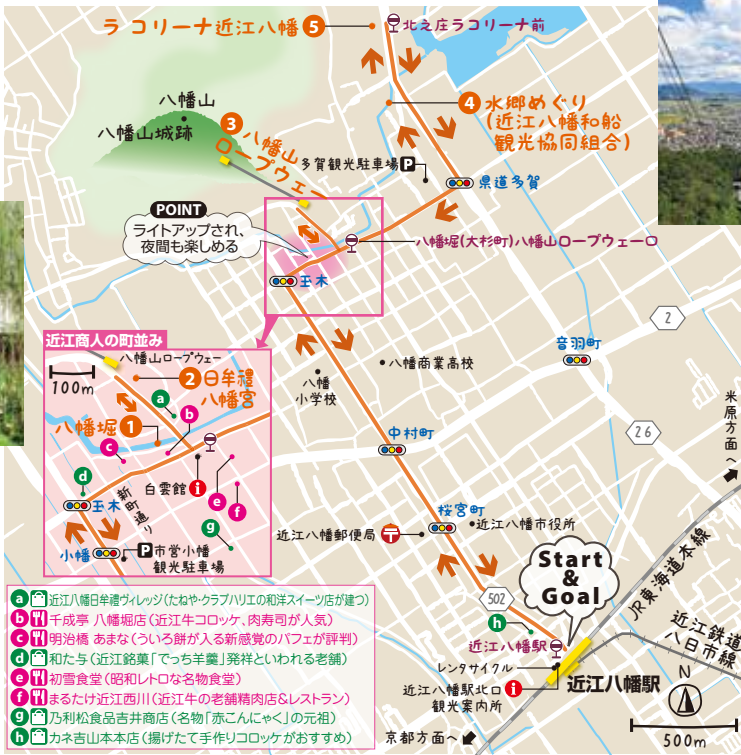 ラ コリーナ近江八幡 5
北之庄ラコリーナ前
八幡山
八幡山城跡
3 八幡山
ロープウェー
4 水郷めぐり
(近江八幡和船
観光協同組合)
多賀観光駐車場 P
県道多賀
POINT
ライトアップされ、
夜間も楽しめる
八幡堀(大杉町)八幡山ロープウェー口
玉木
2
音羽町
八幡商業高校
八幡
小学校
26
米原方面へ
中村町
桜宮町
近江八幡郵便局
近江八幡市役所
502
Start
&
Goal
JR東海道本線
近江鉄道
八日市線
h
近江八幡駅
レンタサイクル
近江八幡駅北口
観光案内所
i
近江八幡駅
京都方面へ
N
500m
近江商人の町並み
八幡山ロープウェー
100m
2 日牟禮
八幡宮
a
b
八幡堀 1
c
d
玉木
新町通り
白雲館 i
e
f
g
小幡
P 市営小幡
観光駐車場
a 近江八幡日牟禮ヴィレッジ(たねや・クラブハリエの和洋スイーツ店が建つ)
b 千成亭 八幡堀店(近江牛コロッケ、肉寿司が人気)
c 明治橋 あまな(ういろ餅が入る新感覚のパフェが評判)
d 和た与(近江銘菓「でっち羊羹」発祥といわれる老舗)
e 初雪食堂(昭和レトロな名物食堂)
f まるたけ近江西川(近江牛の老舗精肉店&レストラン)
g 乃利松食品吉井商店(名物「赤こんにゃく」の元祖)
h カネ吉山本本店(揚げたて手作りコロッケがおすすめ)